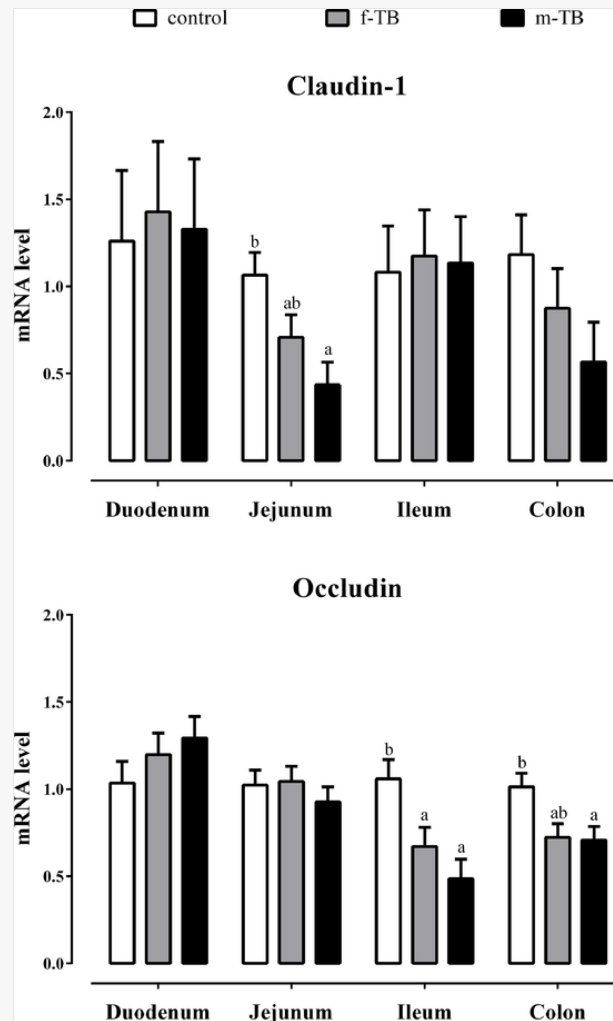 control f-TB m-TB
Claudin-1
mRNA level
2.0
1.5
1.0
0.5
0.0
b
ab
a
Duodenum Jejunum Ileum Colon
Occludin
mRNA level
2.0
1.5
1.0
0.5
0.0
b
a
a
b
ab
a
Duodenum Jejunum Ileum Colon